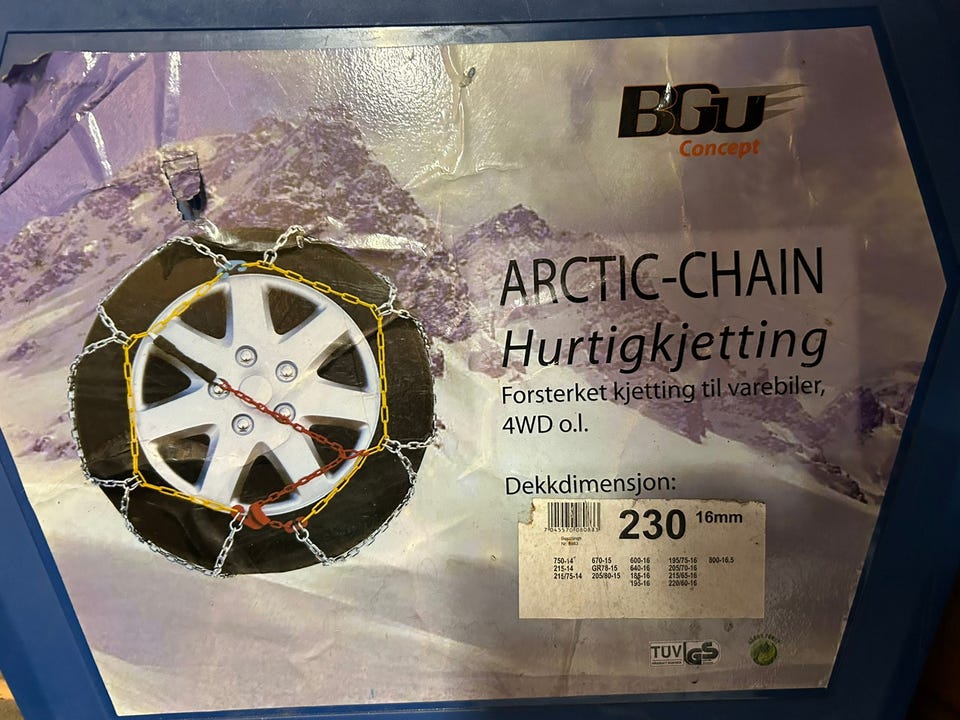 BGU
Concept
ARCTIC-CHAIN
Hurtigkjetting
Forsterket kjetting til varebiler,
4WD o.l.
Dekkdimensjon:
230 16mm
750-14 670-15 600-16 195/75-16 800-16.5
215-14 GR78-15 640-16 205/70-16
215/75-14 205/80-15 185-16 215/65-16
195-16 220/60-16
TUV GS